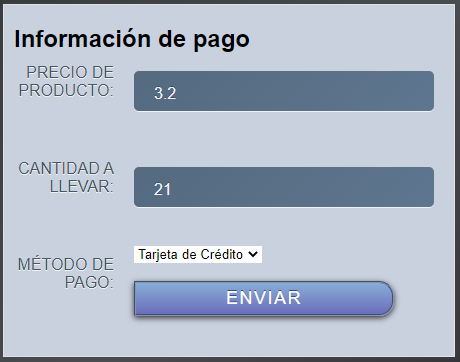 Información de pago
PRECIO DE
PRODUCTO:
3.2
CANTIDAD A
LLEVAR:
21
MÉTODO DE
PAGO:
Tarjeta de Crédito
ENVIAR